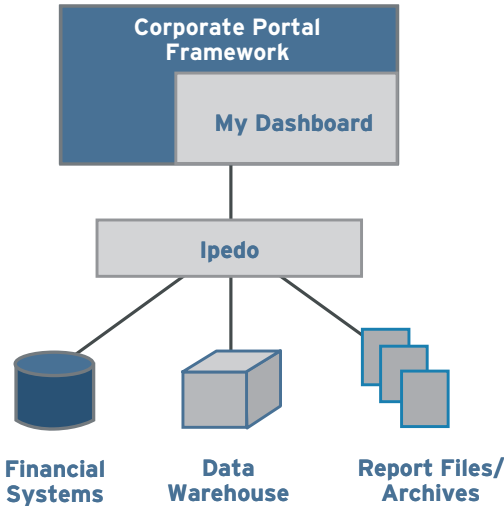 Corporate Portal
Framework
My Dashboard
Ipedo
Financial
Systems
Data
Warehouse
Report Files/
Archives